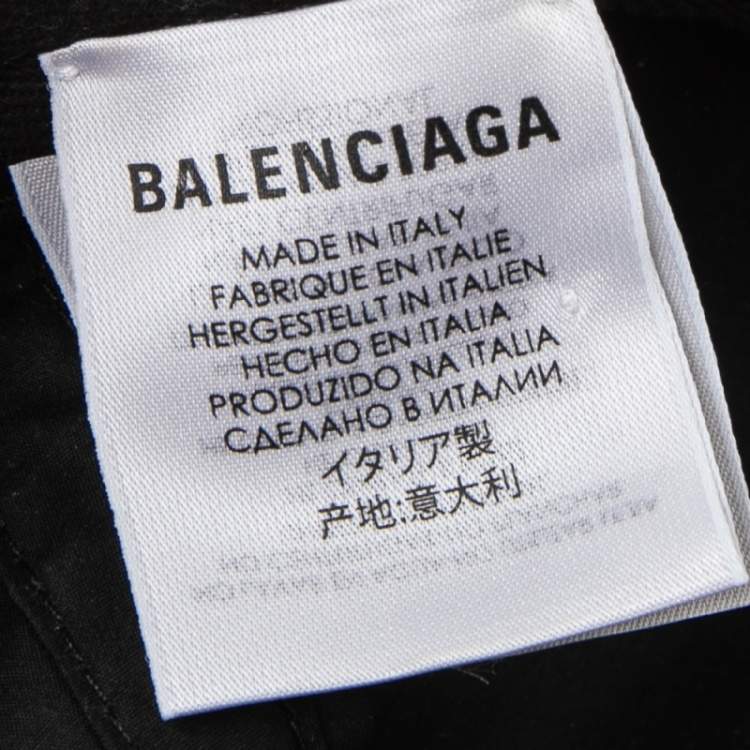 BALENCIAGA
MADE IN ITALY
FABRIQUE EN ITALIE
HERGESTELLT IN ITALIEN
HECHO EN ITALIA
PRODUZIDO NA ITALIA
СДЕЛАНО В ИТАЛИИ
イタリア製
产地:意大利